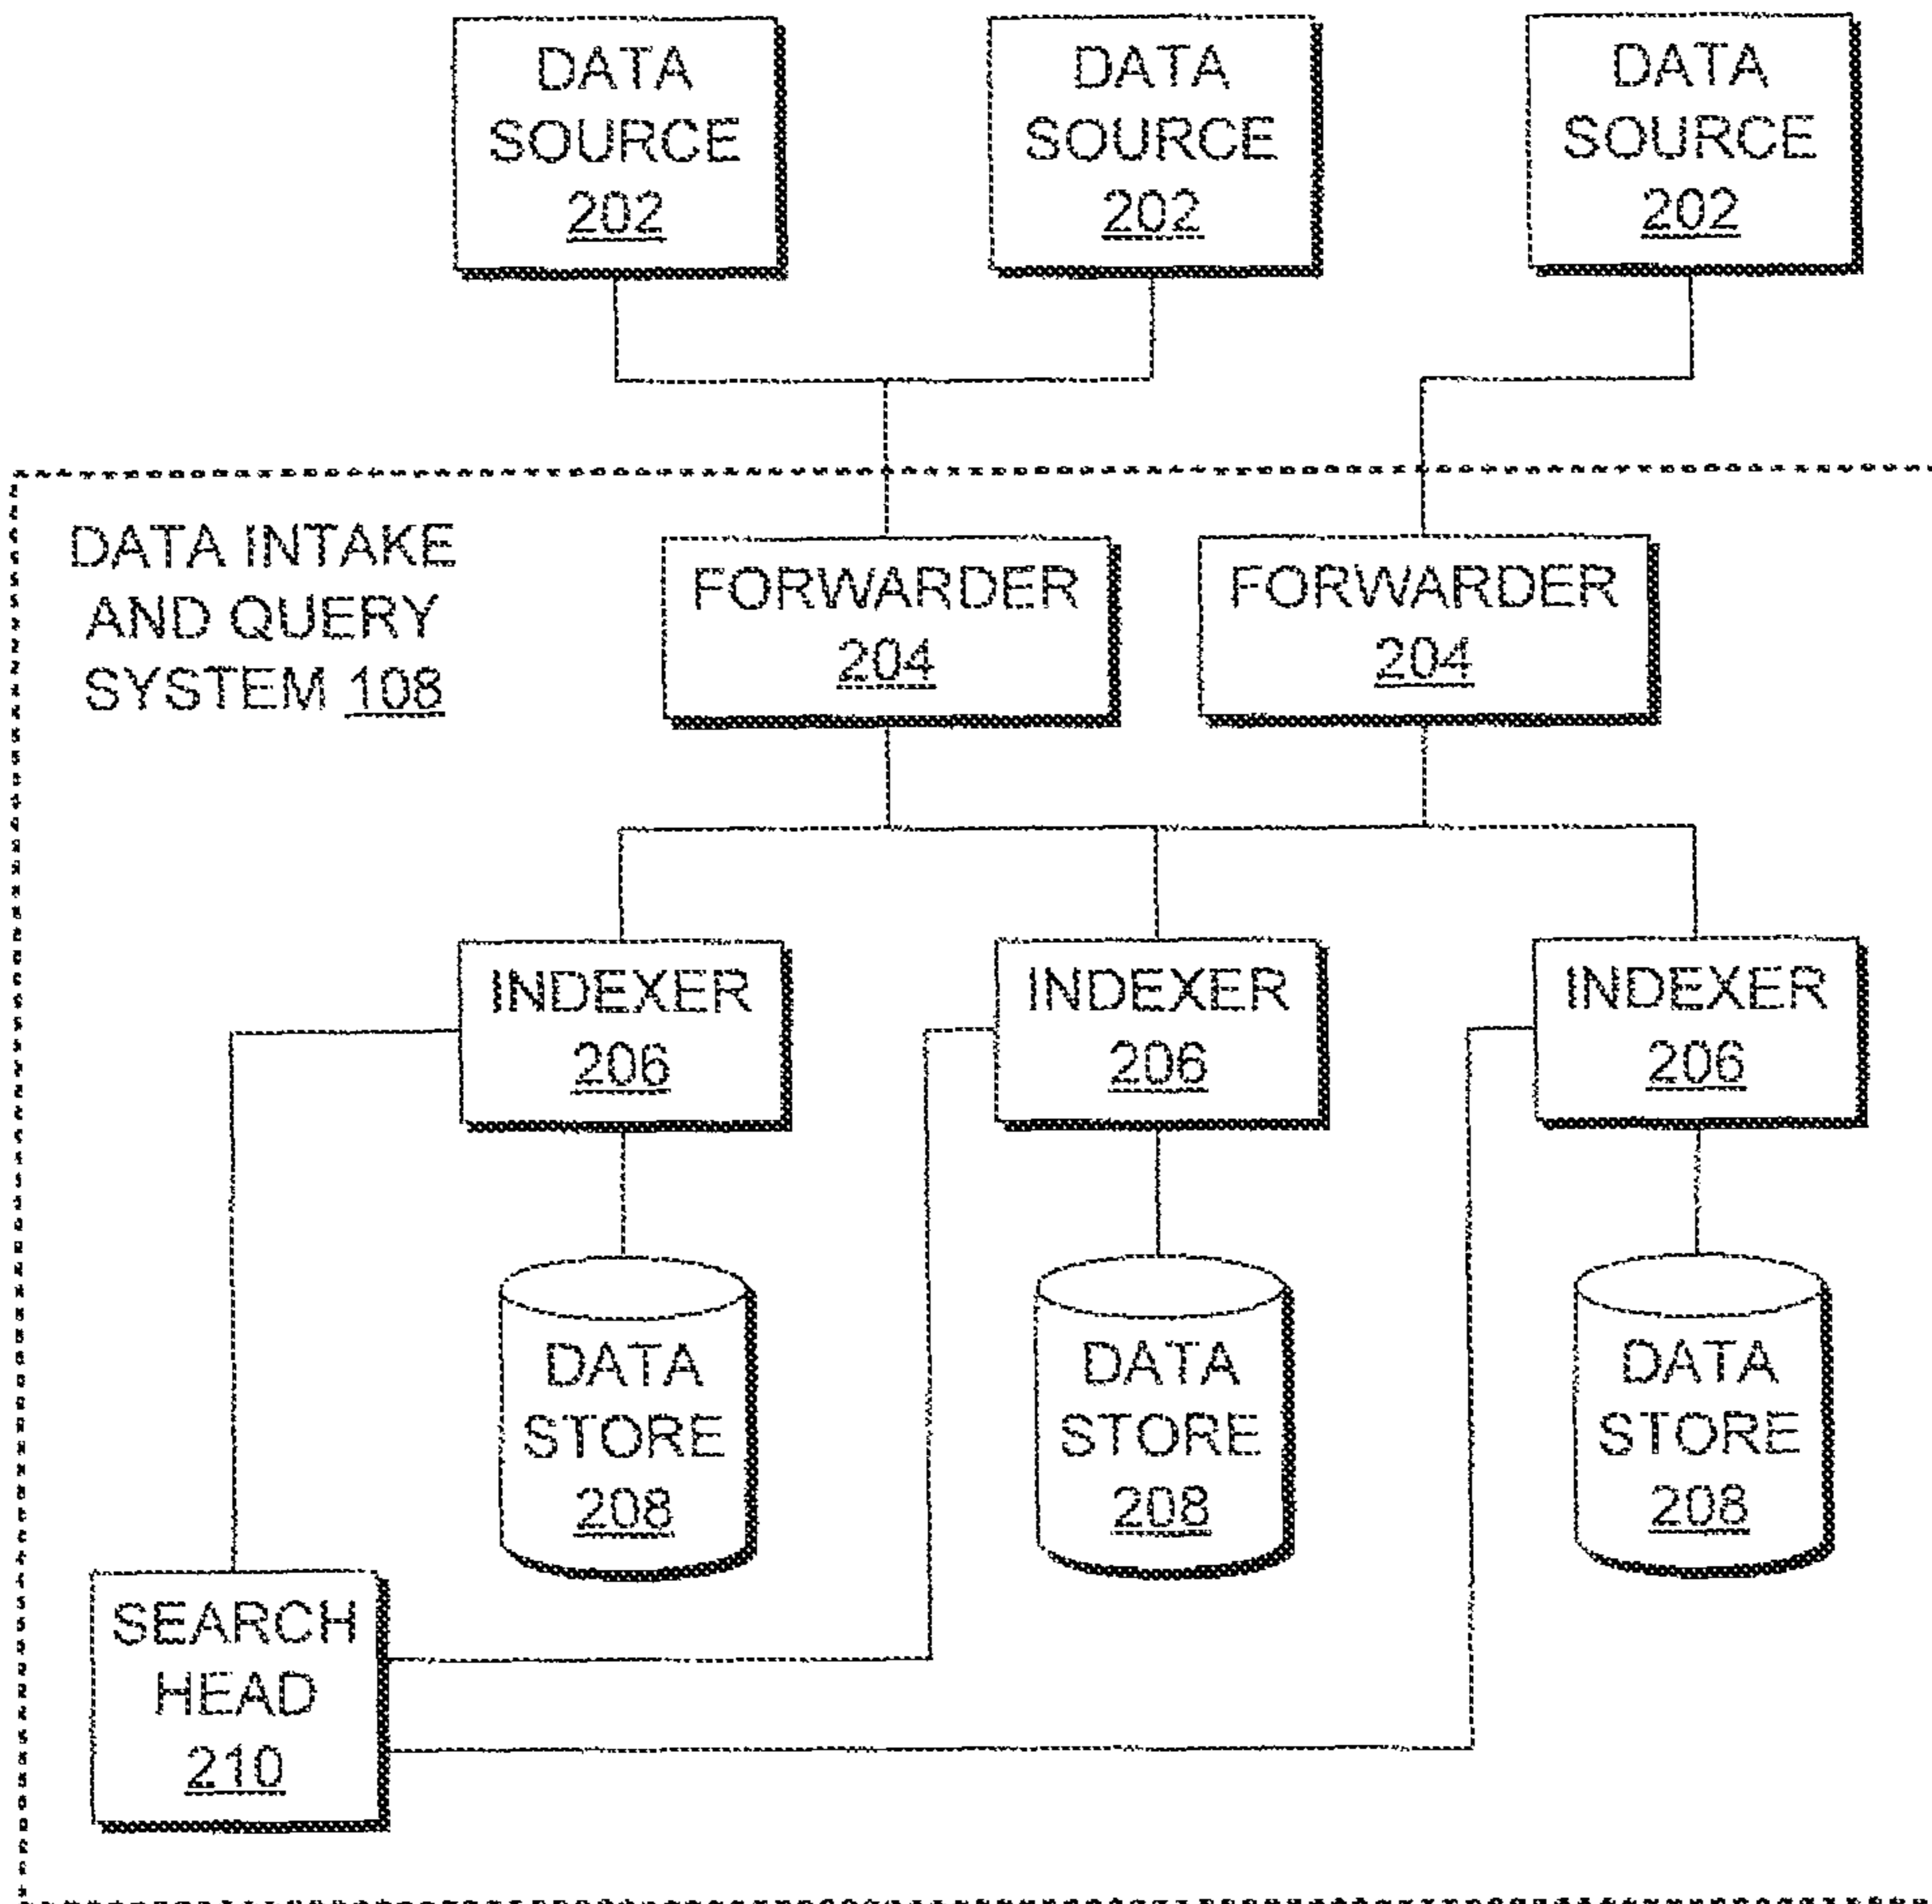 DATA
SOURCE
202
DATA
SOURCE
202
DATA
SOURCE
202
DATA INTAKE
AND QUERY
SYSTEM 108
FORWARDER
204
FORWARDER
204
INDEXER
206
INDEXER
206
INDEXER
206
DATA
STORE
208
DATA
STORE
208
DATA
STORE
208
SEARCH
HEAD
210